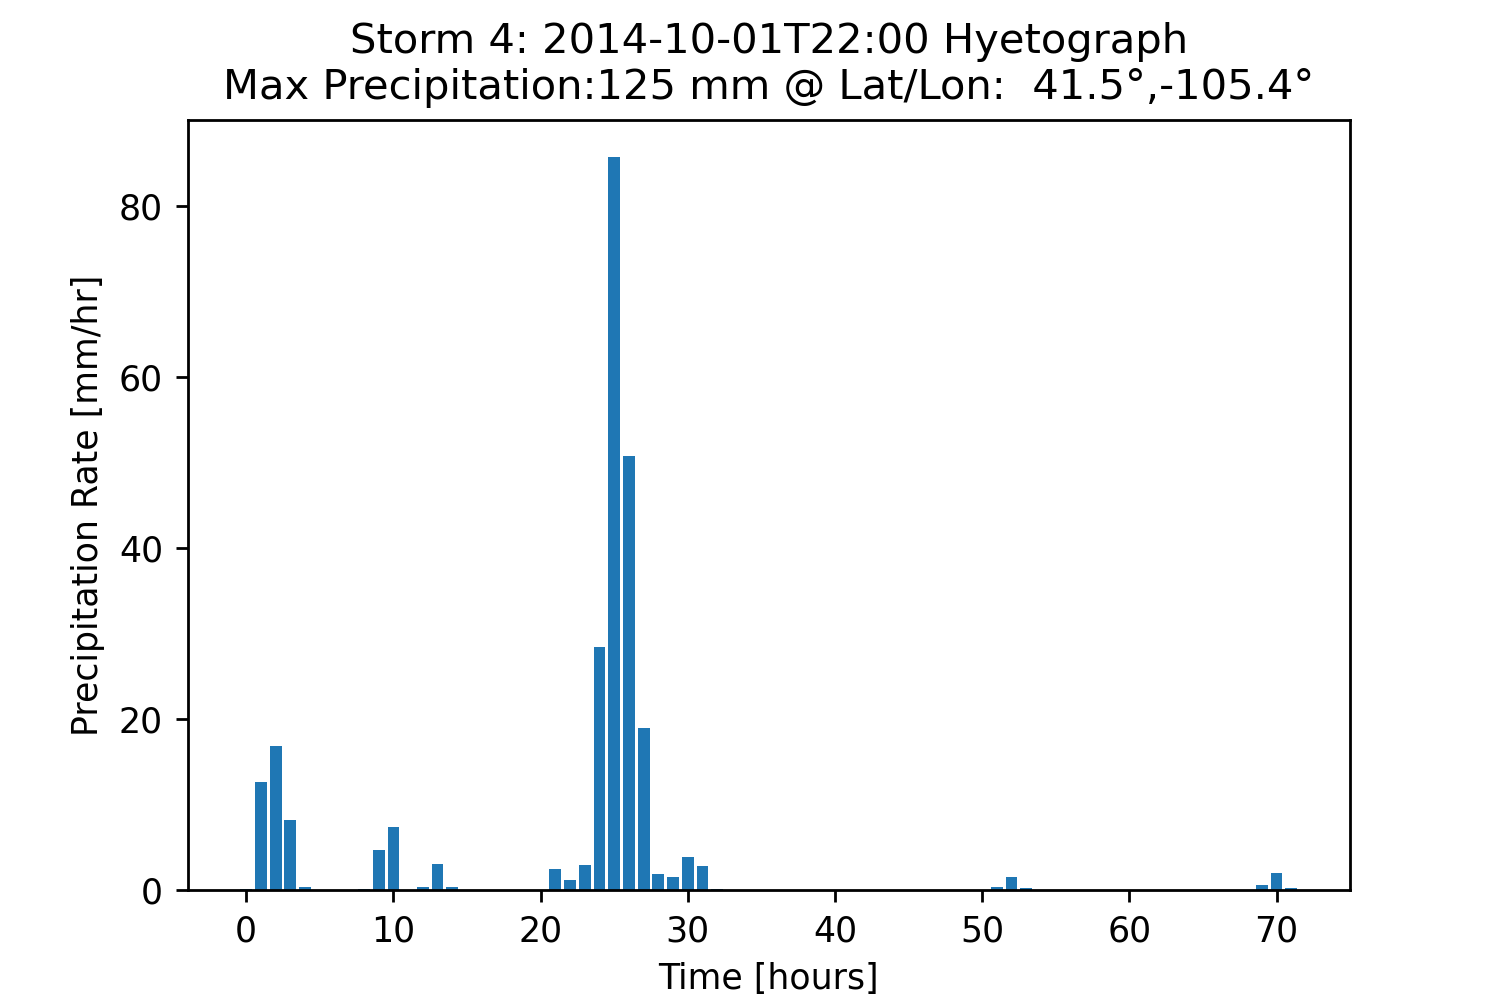 Storm 4: 2014-10-01T22:00 Hyetograph
Max Precipitation:125 mm @ Lat/Lon:  41.5°,-105.4°
Precipitation Rate [mm/hr]
80
60
40
20
0
0 10 20 30 40 50 60 70
Time [hours]